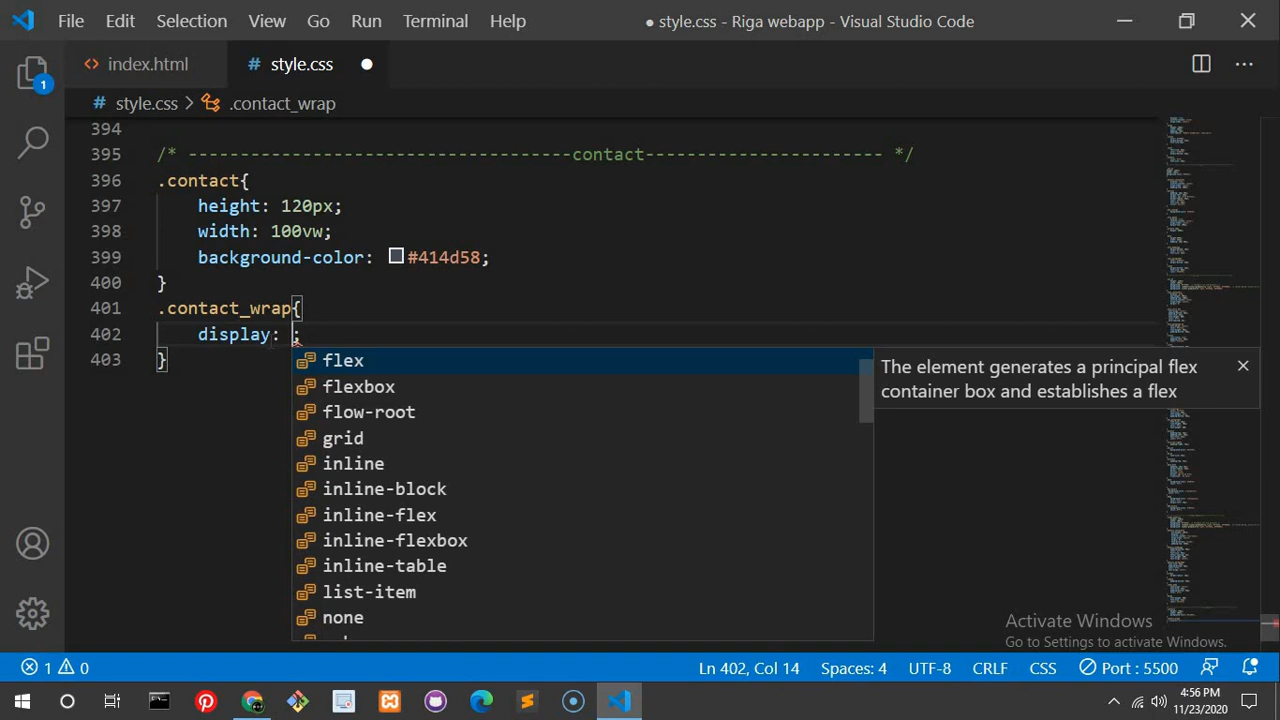 File Edit Selection View Go Run Terminal Help ● style.css - Riga webapp - Visual Studio Code
<> index.html # style.css ●
1
# style.css > .contact_wrap
394
395 /* -------------------------------------contact----------------------- */
396 .contact{
397 height: 120px;
398 width: 100vw;
399 background-color: #414d58;
400 }
401 .contact_wrap{
402 display: ;
403 }
flex
flexbox
flow-root
grid
inline
inline-block
inline-flex
inline-flexbox
inline-table
list-item
none
The element generates a principal flex
container box and establishes a flex
Activate Windows
Go to Settings to activate Windows.
1 0 Ln 402, Col 14 Spaces: 4 UTF-8 CRLF CSS Port : 5500
4:56 PM
11/23/2020